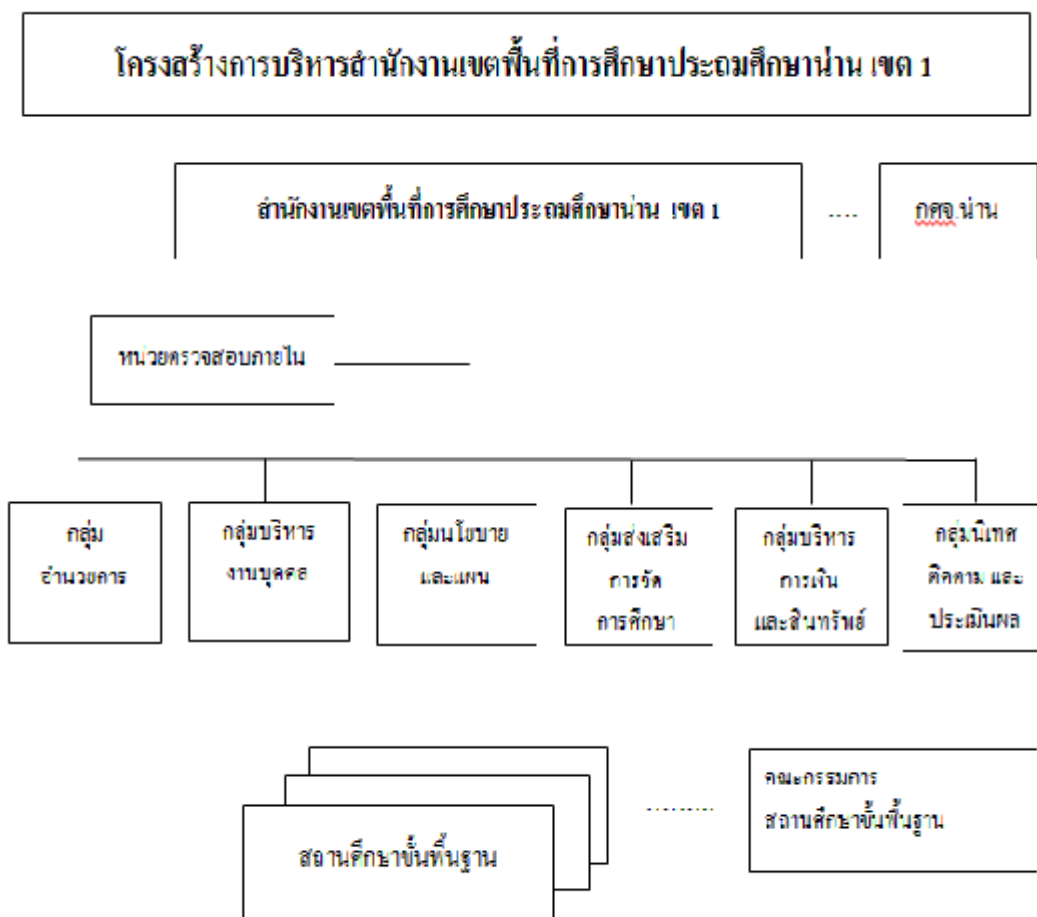 โครงสร้างการบริหารสำนักงานเขตพื้นที่การศึกษาประถมศึกษาน่าน เขต 1
สำนักงานเขตพื้นที่การศึกษาประถมศึกษาน่าน เขต 1
....
กศจ.น่าน
หน่วยตรวจสอบภายใน
กลุ่ม
อำนวยการ
กลุ่มบริหาร
งานบุคคล
กลุ่มนโยบาย
และแผน
กลุ่มส่งเสริม
การจัด
การศึกษา
กลุ่มบริหาร
การเงิน
และสินทรัพย์
กลุ่มนิเทศ
ติดตาม และ
ประเมินผล
สถานศึกษาขั้นพื้นฐาน
..........
คณะกรรมการ
สถานศึกษาขั้นพื้นฐาน